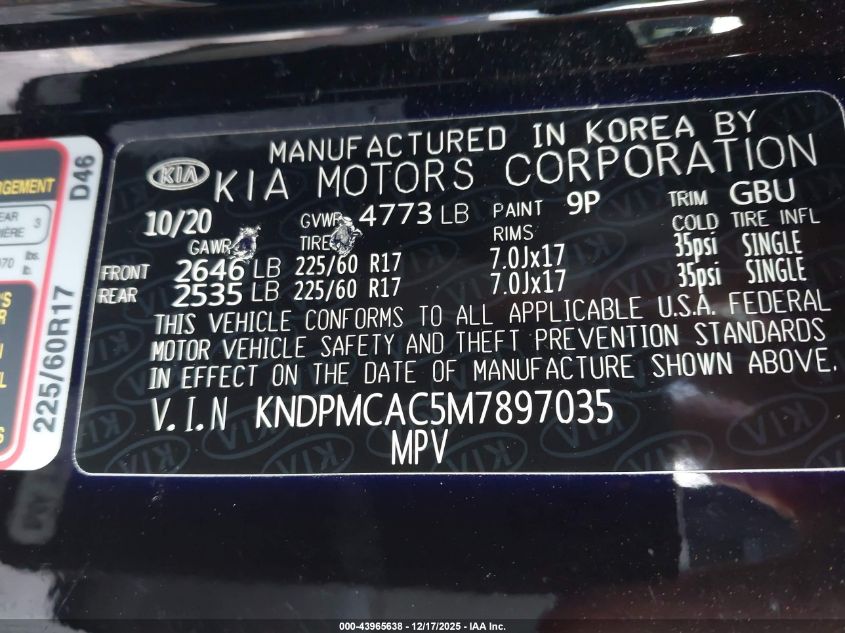 D46
GEMENT
3
225/60R17
MANUFACTURED IN KOREA BY
KIA KIA MOTORS CORPORATION
10/20 GVWR 4773 LB PAINT 9P TRIM GBU
GAWR TIRE RIMS COLD TIRE INFL
FRONT 2646 LB 225/60 R17 7.0Jx17 35psi SINGLE
REAR 2535 LB 225/60 R17 7.0Jx17 35psi SINGLE
THIS VEHICLE CONFORMS TO ALL APPLICABLE U.S.A. FEDERAL
MOTOR VEHICLE SAFETY AND THEFT PREVENTION STANDARDS
IN EFFECT ON THE DATE OF MANUFACTURE SHOWN ABOVE.
V.I.N KNDPMCAC5M7897035
MPV
000-43965638 - 12/17/2025 - IAA Inc.